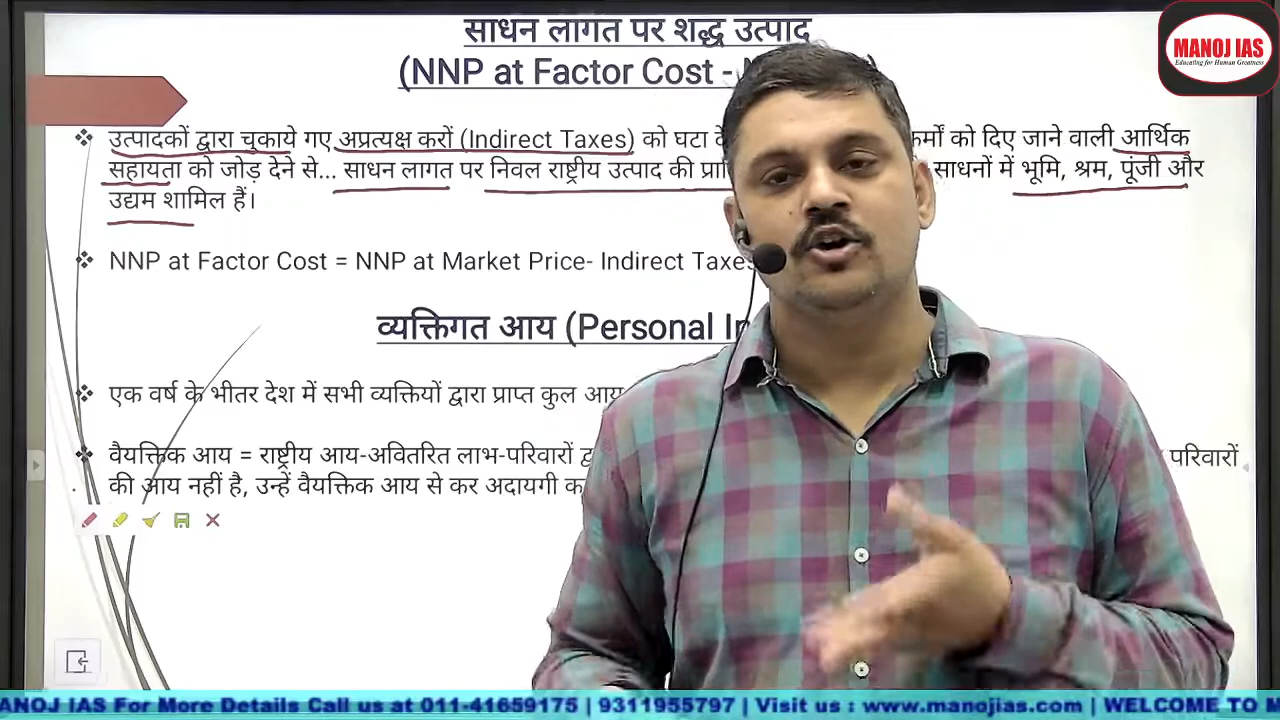 साधन लागत पर शद्ध उत्पाद
(NNP at Factor Cost -
MANOJ IAS
Educating for Human Greatness
❖ उत्पादकों द्वारा चुकाये गए अप्रत्यक्ष करों (Indirect Taxes) को घटा को दिए जाने वाली आर्थिक
सहायता को जोड़ देने से... साधन लागत पर निवल राष्ट्रीय उत्पाद की साधनों में भूमि, श्रम, पूंजी और
उद्यम शामिल हैं।
❖ NNP at Factor Cost = NNP at Market Price- Indirect Taxes
व्यक्तिगत आय (Personal
❖ एक वर्ष के भीतर देश में सभी व्यक्तियों द्वारा प्राप्त कुल आय
❖ वैयक्तिक आय = राष्ट्रीय आय-अवितरित लाभ-परिवारों परिवारों
की आय नहीं है, उन्हें वैयक्तिक आय से कर अदायगी
ANOJ IAS For More Details Call us at 011-41659175 | 9311955797 | Visit us : www.manojias.com | WELCOME TO M